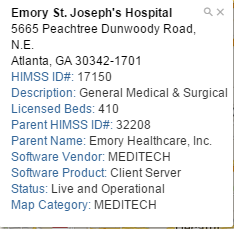 Emory St. Joseph's Hospital
5665 Peachtree Dunwoody Road,
N.E.
Atlanta, GA 30342-1701
HIMSS ID#: 17150
Description: General Medical & Surgical
Licensed Beds: 410
Parent HIMSS ID#: 32208
Parent Name: Emory Healthcare, Inc.
Software Vendor: MEDITECH
Software Product: Client Server
Status: Live and Operational
Map Category: MEDITECH